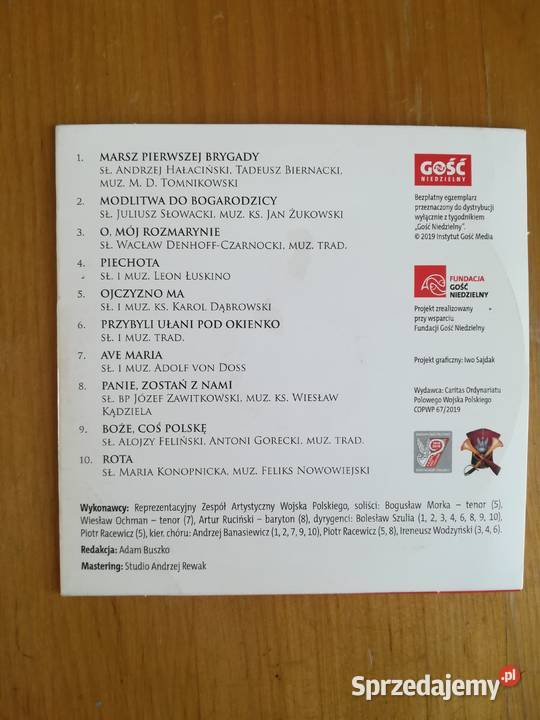 1. MARSZ PIERWSZEJ BRYGADY
SŁ. ANDRZEJ HAŁACIŃSKI, TADEUSZ BIERNACKI,
MUZ. M. D. TOMNIKOWSKI
2. MODLITWA DO BOGARODZICY
SŁ. JULIUSZ SŁOWACKI, MUZ. KS. JAN ŻUKOWSKI
3. O, MÓJ ROZMARYNIE
SŁ. WACŁAW DENHOFF-CZARNOCKI, MUZ. TRAD.
4. PIECHOTA
SŁ. I MUZ. LEON ŁUSKINO
5. OJCZYZNO MA
SŁ. I MUZ. KS. KAROL DĄBROWSKI
6. PRZYBYLI UŁANI POD OKIENKO
SŁ. I MUZ. TRAD.
7. AVE MARIA
SŁ. I MUZ. ADOLF VON DOSS
8. PANIE, ZOSTAŃ Z NAMI
SŁ. BP JÓZEF ZAWITKOWSKI, MUZ. KS. WIESŁAW
KĄDZIELA
9. BOŻE, COŚ POLSKĘ
SŁ. ALOJZY FELIŃSKI, ANTONI GORECKI, MUZ. TRAD.
10. ROTA
SŁ. MARIA KONOPNICKA, MUZ. FELIKS NOWOWIEJSKI
GOŚĆ
NIEDZIELNY
Bezpłatny egzemplarz
przeznaczony do dystrybucji
wyłącznie z tygodnikiem
„Gość Niedzielny".
© 2019 Instytut Gość Media
FUNDACJA
GOŚĆ
NIEDZIELNY
Projekt zrealizowany
przy wsparciu
Fundacji Gość Niedzielny
Projekt graficzny: Iwo Sajdak
Wydawca: Caritas Ordynariatu
Polowego Wojska Polskiego
COPWP 67/2019
Wykonawcy: Reprezentacyjny Zespół Artystyczny Wojska Polskiego, soliści: Bogusław Morka – tenor (5),
Wiesław Ochman – tenor (7), Artur Ruciński – baryton (8), dyrygenci: Bolesław Szulia (1, 2, 3, 4, 6, 8, 9, 10),
Piotr Racewicz (5), kier. chóru: Andrzej Banasiewicz (1, 2, 7, 9, 10), Piotr Racewicz (5, 8), Ireneusz Wodzyński (3, 4, 6).
Redakcja: Adam Buszko
Mastering: Studio Andrzej Rewak
Sprzedajemy.pl